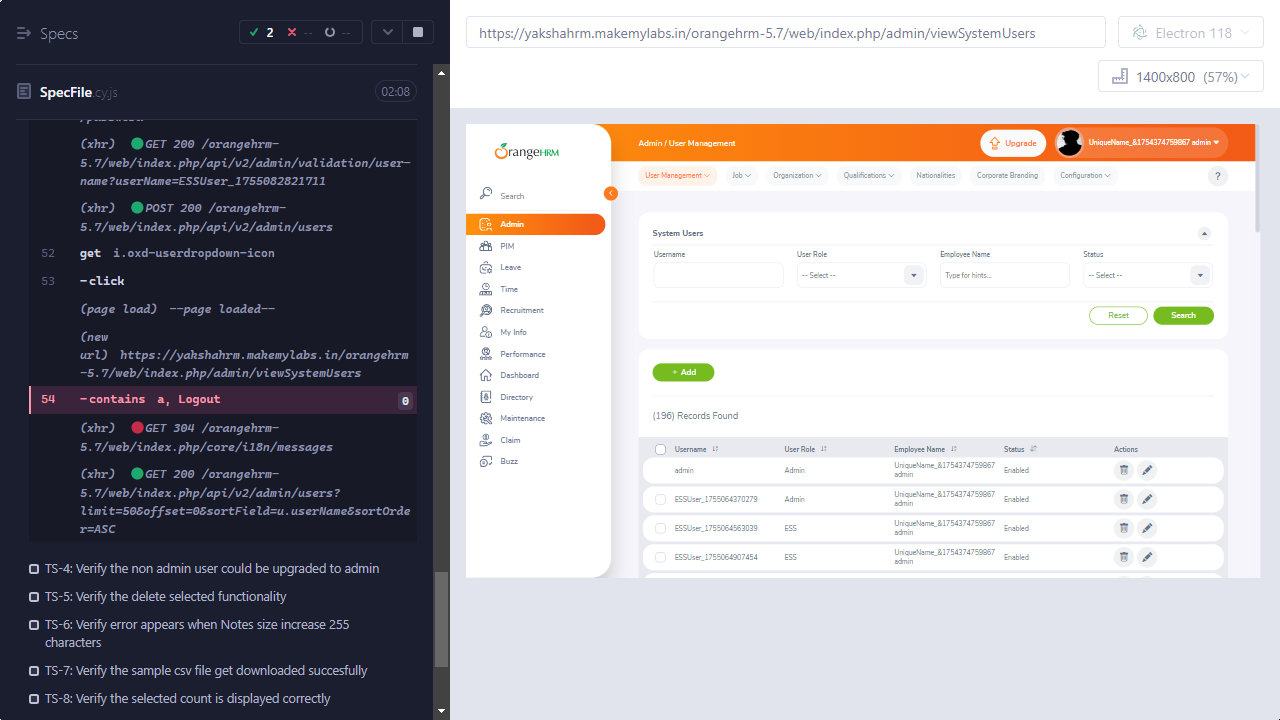 Specs
2
--
--
SpecFile.cy.js
02:08
/password
(xhr) GET 200 /orangehrm-
5.7/web/index.php/api/v2/admin/validation/user-
name?userName=ESSUser_1755082821711
(xhr) POST 200 /orangehrm-
5.7/web/index.php/api/v2/admin/users
52 get i.oxd-userdropdown-icon
53 -click
(page load) --page loaded--
(new
url) https://yakshahrm.makemylabs.in/orangehrm
-5.7/web/index.php/admin/viewSystemUsers
54 -contains a, Logout 0
(xhr) GET 304 /orangehrm-
5.7/web/index.php/core/i18n/messages
(xhr) GET 200 /orangehrm-
5.7/web/index.php/api/v2/admin/users?
limit=50&offset=0&sortField=u.userName&sortOrde
r=ASC
TS-4: Verify the non admin user could be upgraded to admin
TS-5: Verify the delete selected functionality
TS-6: Verify error appears when Notes size increase 255
characters
TS-7: Verify the sample csv file get downloaded succesfully
TS-8: Verify the selected count is displayed correctly
https://yakshahrm.makemylabs.in/orangehrm-5.7/web/index.php/admin/viewSystemUsers
Electron 118
1400x800 (57%)
OrangeHRM
Search
Admin
PIM
Leave
Time
Recruitment
My Info
Performance
Dashboard
Directory
Maintenance
Claim
Buzz
Admin / User Management
Upgrade
UniqueName_&1754374759867 admin
User Management
Job
Organization
Qualifications
Nationalities
Corporate Branding
Configuration
?
System Users
Username
User Role
Employee Name
Status
-- Select --
Type for hints...
-- Select --
Reset
Search
+ Add
(196) Records Found
Username User Role Employee Name Status Actions
admin Admin UniqueName_&1754374759867 admin Enabled
ESSUser_1755064370279 Admin UniqueName_&1754374759867 admin Enabled
ESSUser_1755064563039 ESS UniqueName_&1754374759867 admin Enabled
ESSUser_1755064907454 ESS UniqueName_&1754374759867 admin Enabled